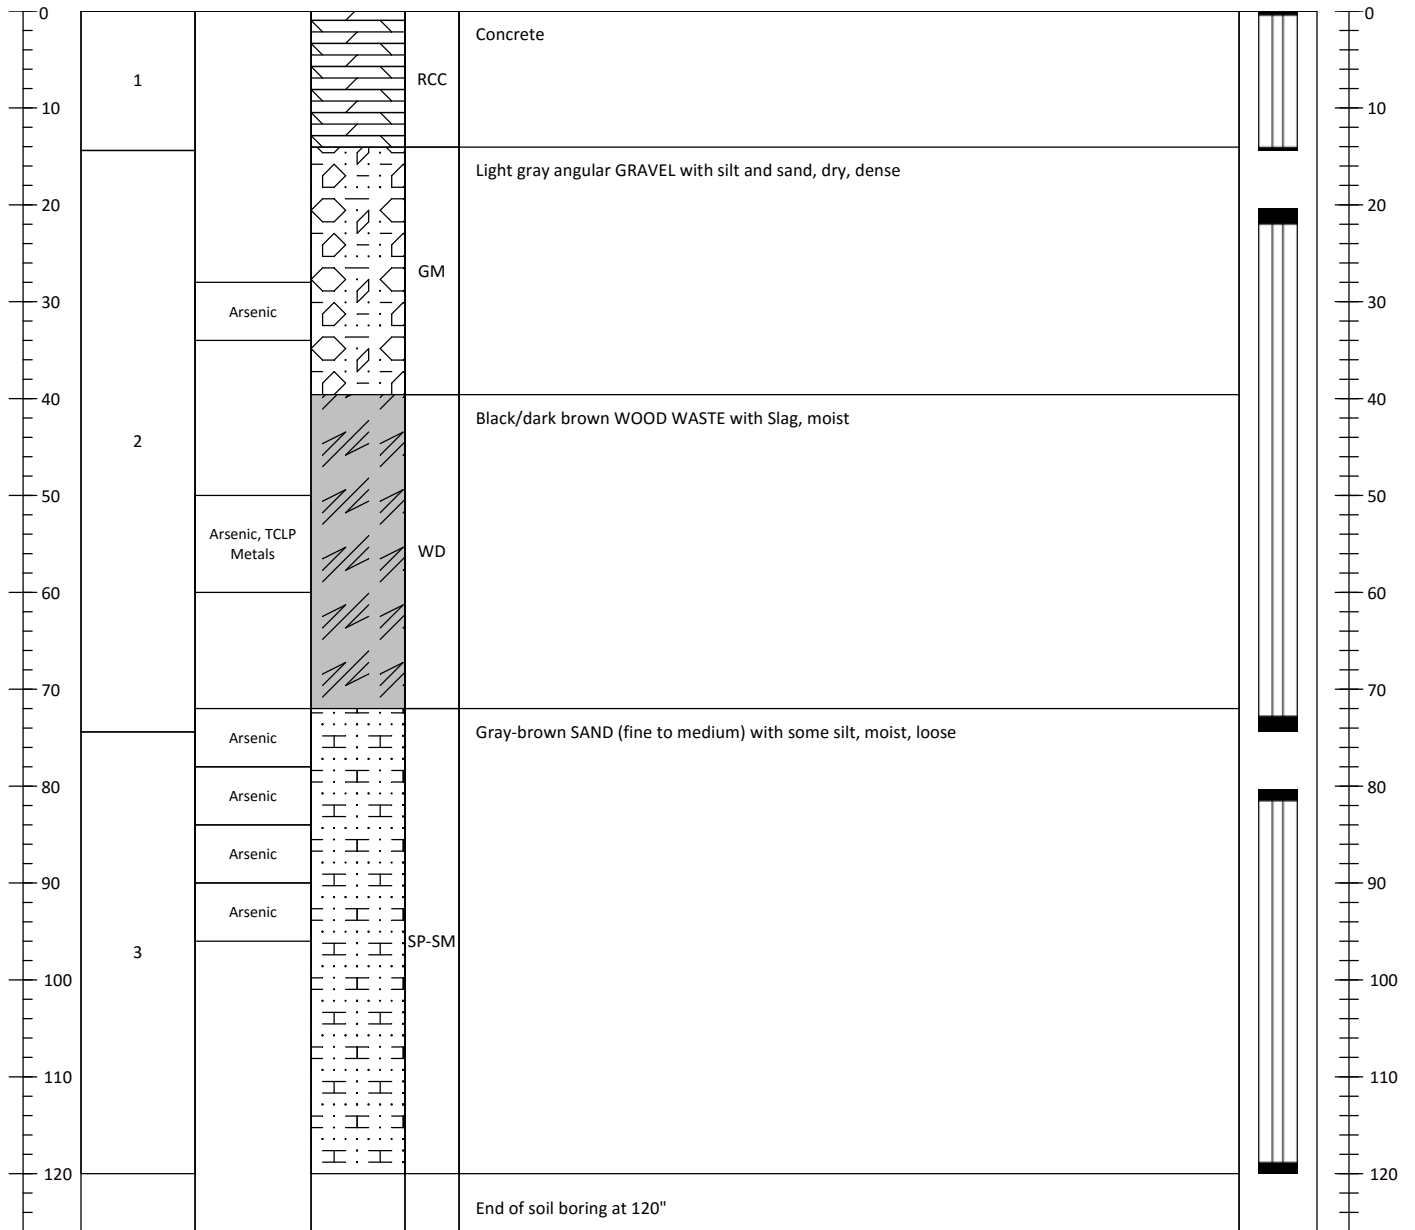 0
Concrete
0
1
RCC
10
10
Light gray angular GRAVEL with silt and sand, dry, dense
20
20
GM
30
Arsenic
30
40
40
Black/dark brown WOOD WASTE with Slag, moist
2
50
50
Arsenic, TCLP
Metals
WD
60
60
70
70
Arsenic
Gray-brown SAND (fine to medium) with some silt, moist, loose
80
Arsenic
80
Arsenic
90
90
Arsenic
3
SP-SM
100
100
110
110
120
120
End of soil boring at 120"